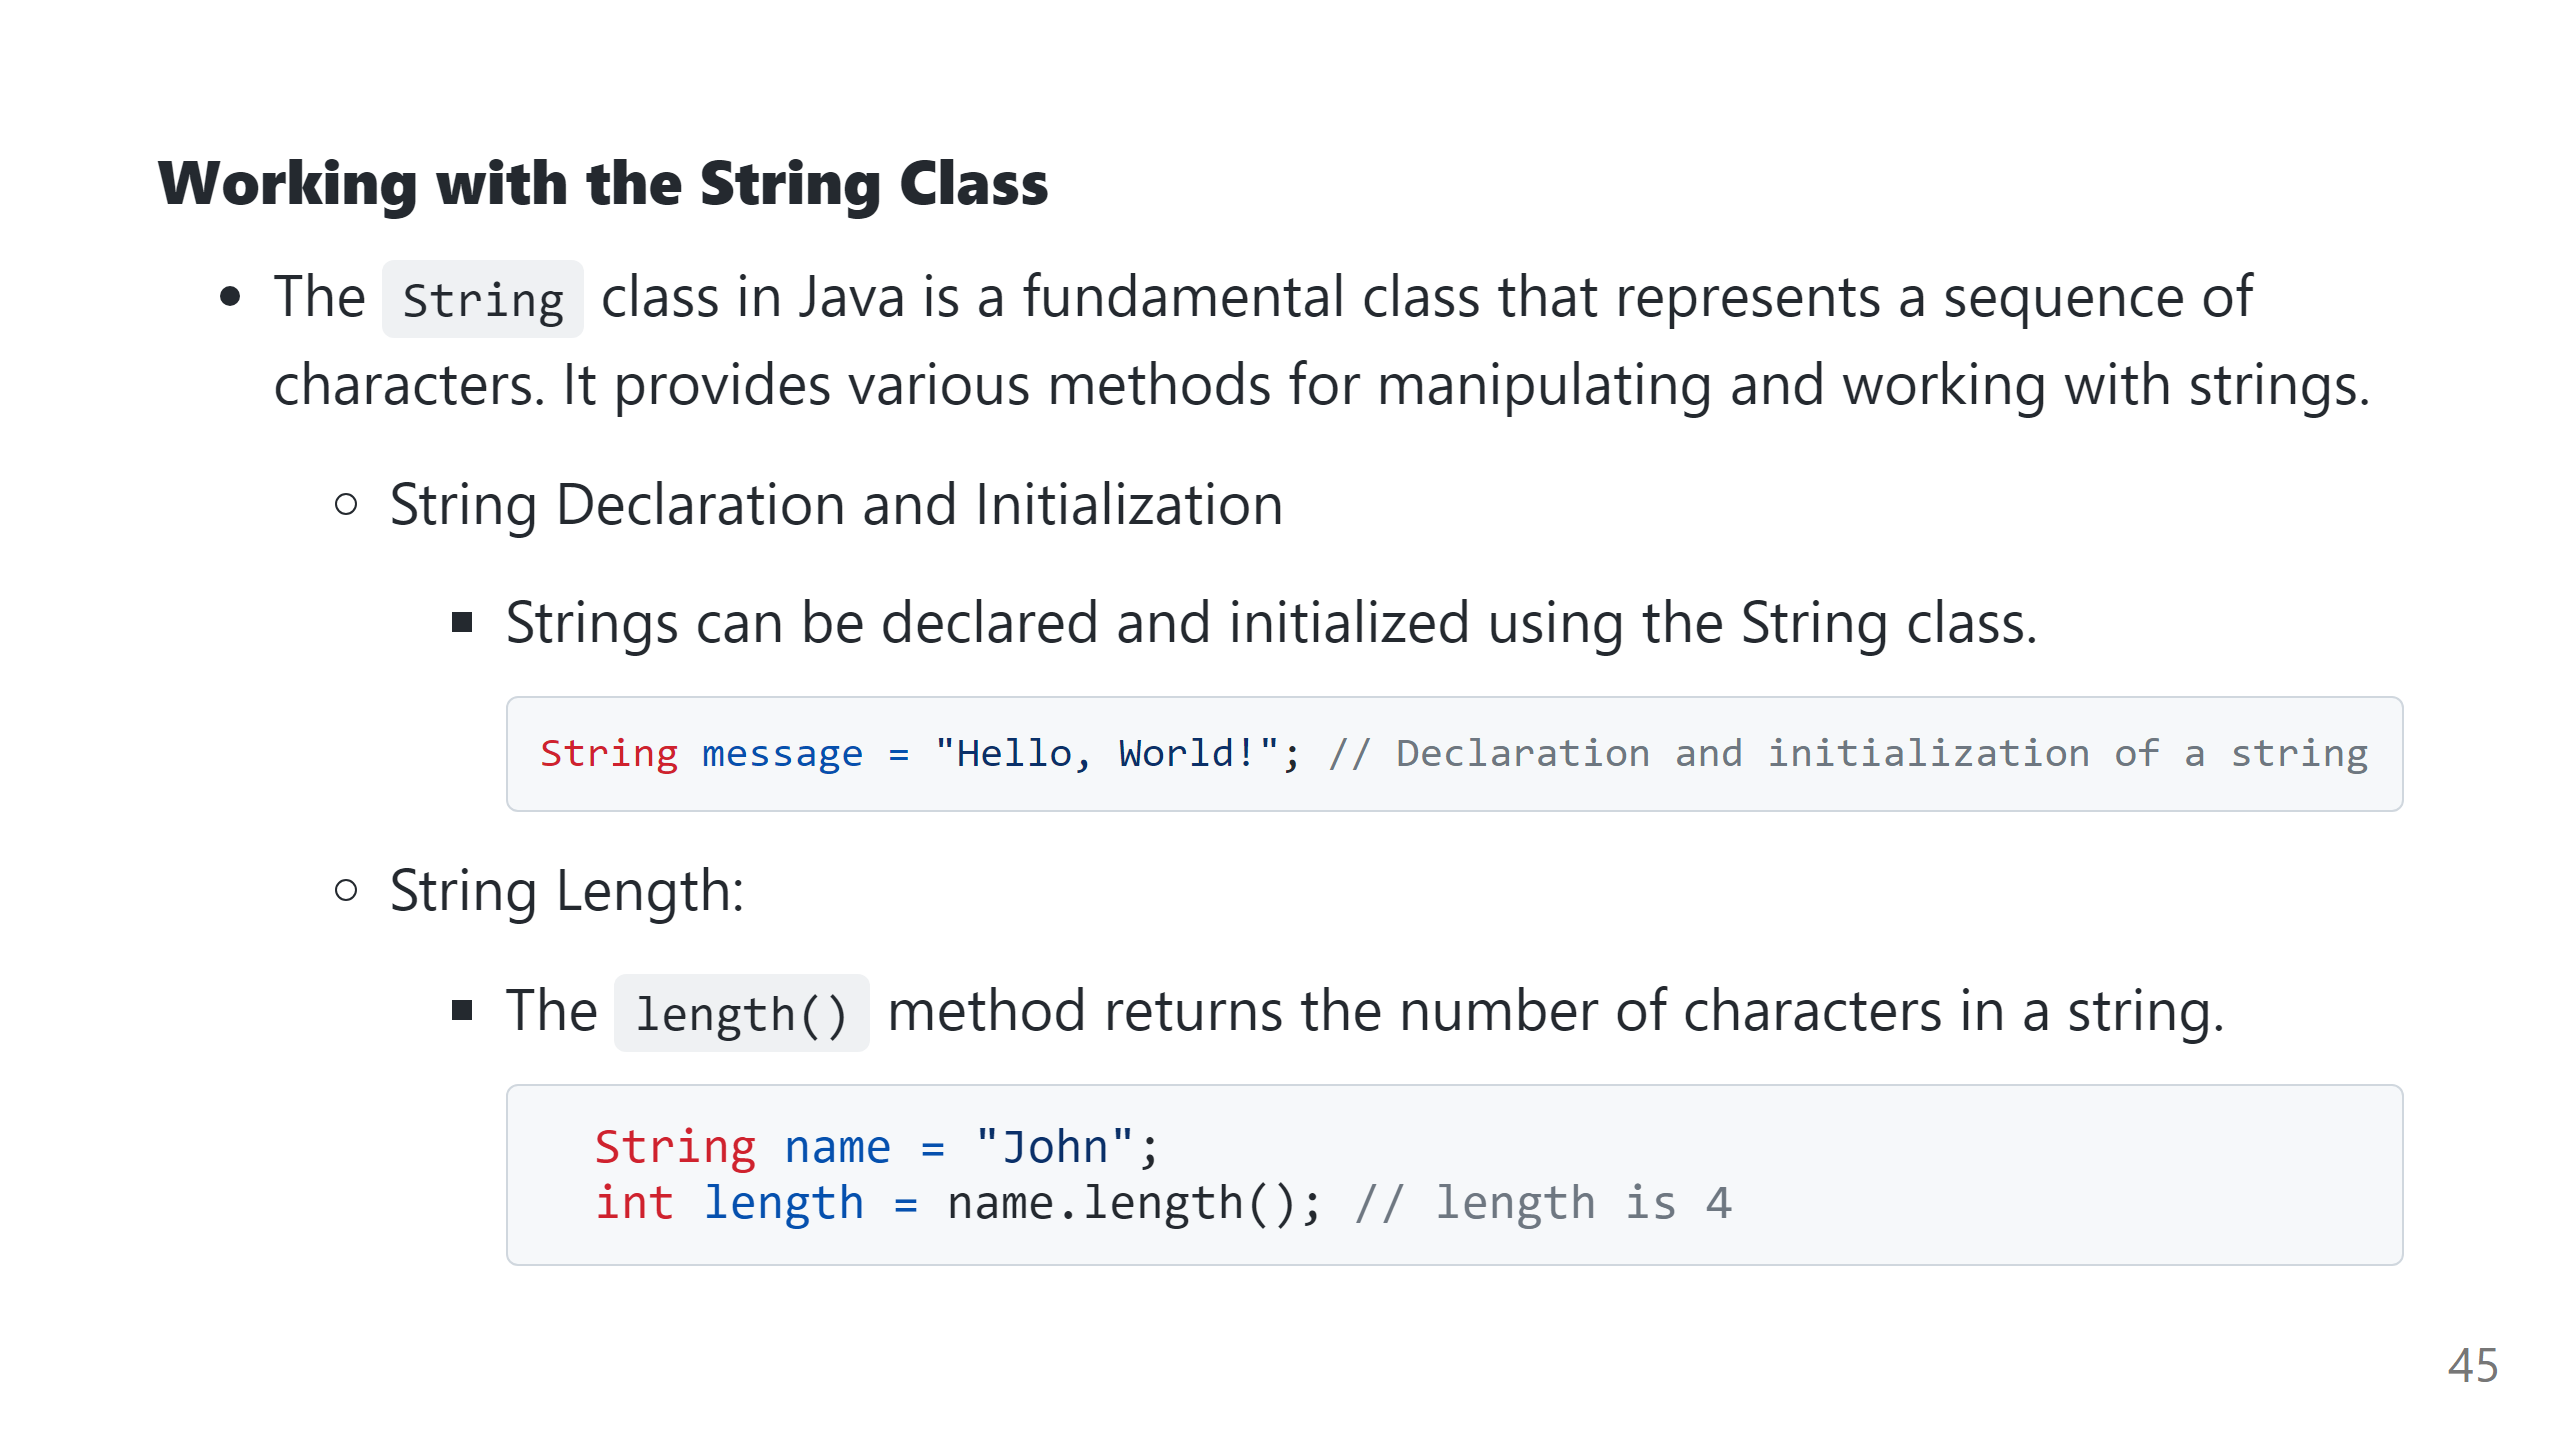 Working with the String Class
The String class in Java is a fundamental class that represents a sequence of
characters. It provides various methods for manipulating and working with strings.
String Declaration and Initialization
Strings can be declared and initialized using the String class.
String message = "Hello, World!"; // Declaration and initialization of a string
String Length:
The length() method returns the number of characters in a string.
String name = "John";
int length = name.length(); // length is 4
45